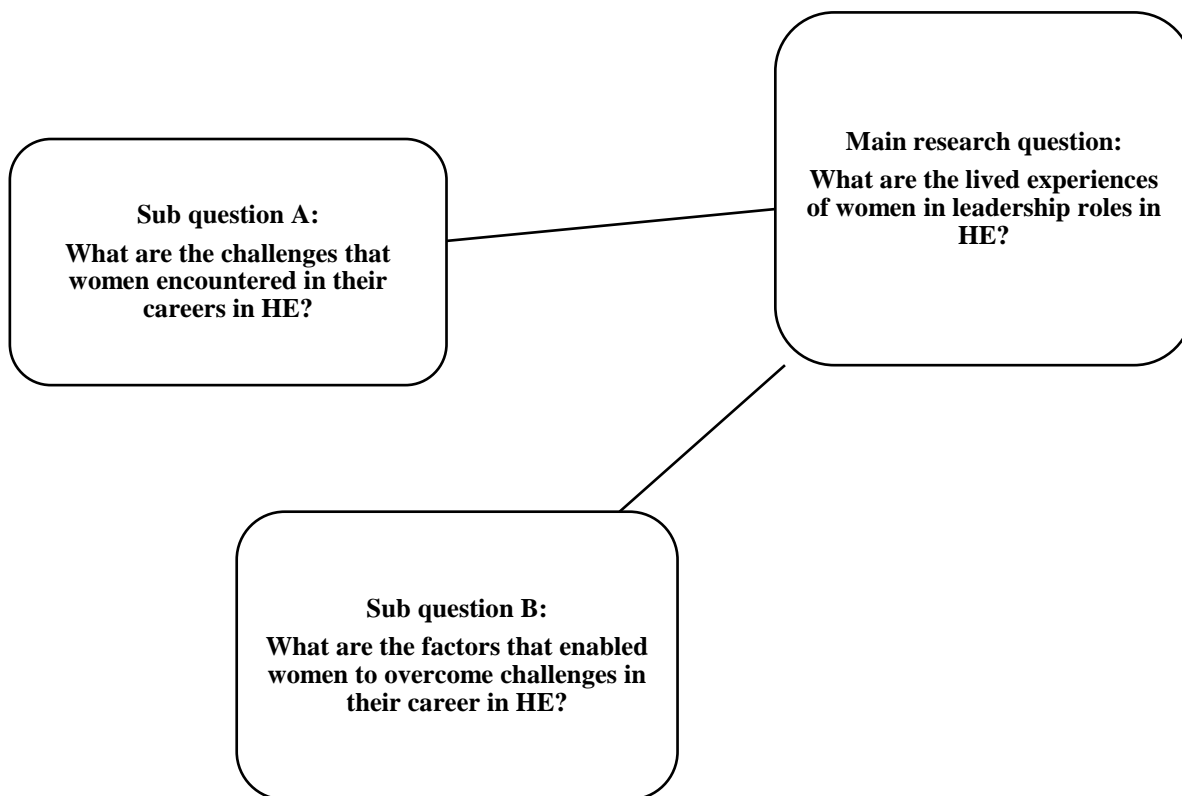 Main research question:
What are the lived experiences
of women in leadership roles in
HE?
Sub question A:
What are the challenges that
women encountered in their
careers in HE?
Sub question B:
What are the factors that enabled
women to overcome challenges in
their career in HE?